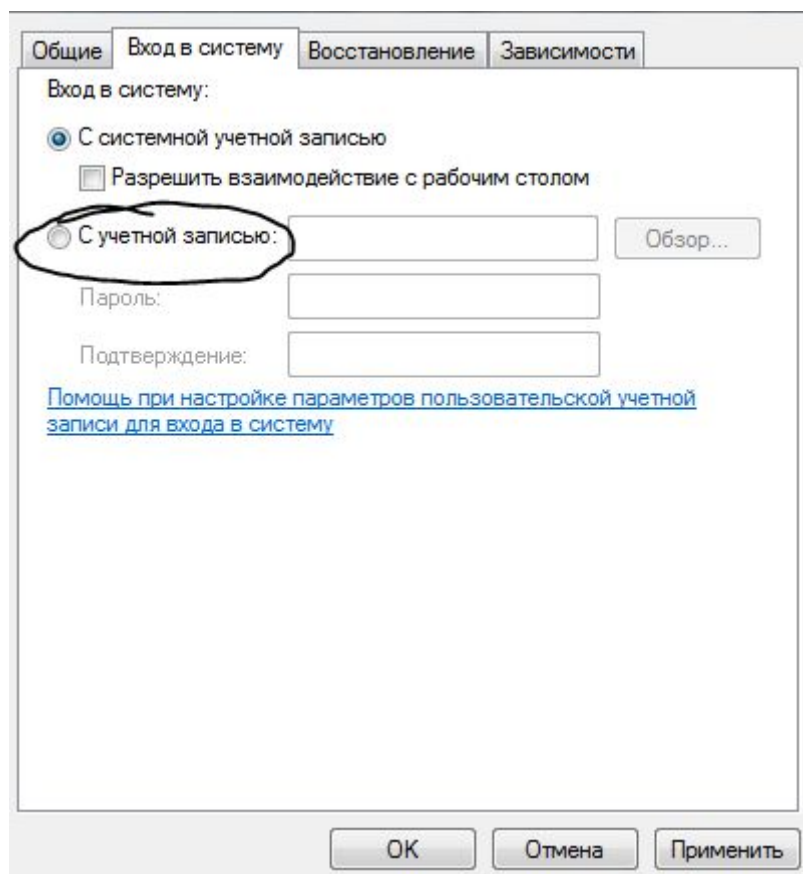 Общие Вход в систему Восстановление Зависимости
Вход в систему:
С системной учетной записью
Разрешить взаимодействие с рабочим столом
С учетной записью: Обзор...
Пароль:
Подтверждение:
Помощь при настройке параметров пользовательской учетной
записи для входа в систему
ОК Отмена Применить